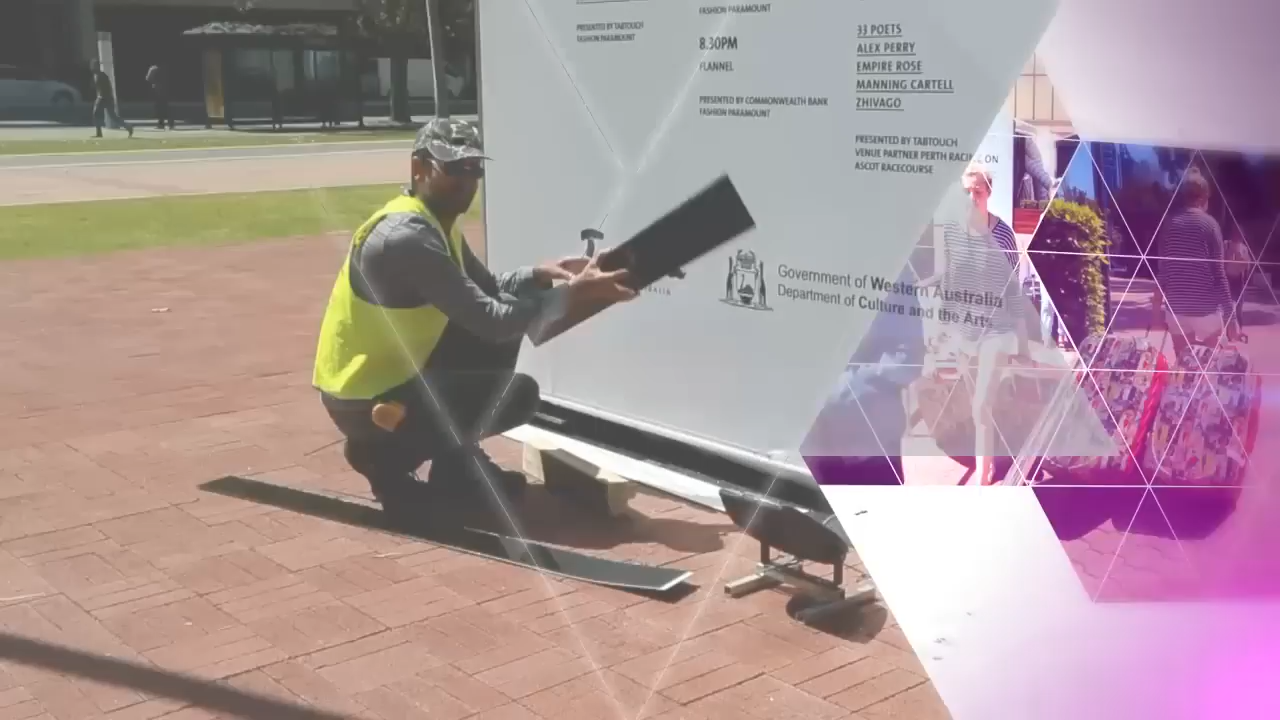 PRESENTED BY TABTOUCH
FASHION PARAMOUNT
FASHION PARAMOUNT
8.30PM
FLANNEL
PRESENTED BY COMMONWEALTH BANK
FASHION PARAMOUNT
33 POETS
ALEX PERRY
EMPIRE ROSE
MANNING CARTELL
ZHIVAGO
PRESENTED BY TABTOUCH
VENUE PARTNER PERTH RACING ON
ASCOT RACECOURSE
Government of Western Australia
Department of Culture and the Arts